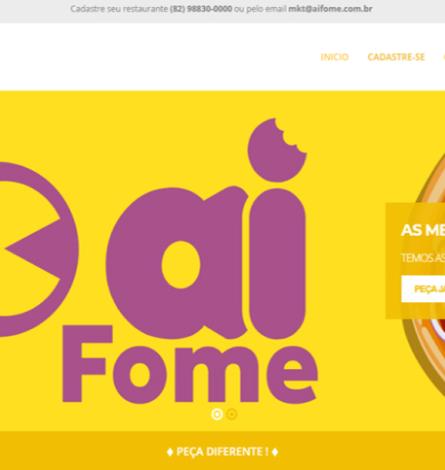 Cadastre seu restaurante (82) 98830-0000 ou pelo email mkt@aifome.com.br
INICIO CADASTRE-SE
ai
Fome
AS ME
TEMOS AS
PEÇA JÁ
♦ PEÇA DIFERENTE ! ♦